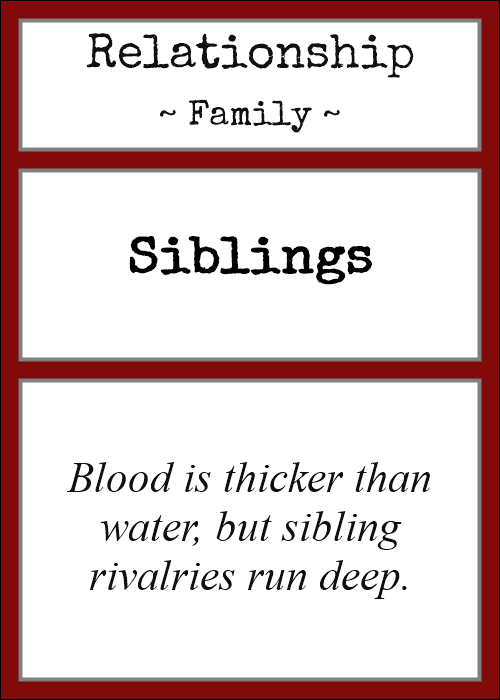 Relationship
~ Family ~
Siblings
Blood is thicker than
water, but sibling
rivalries run deep.